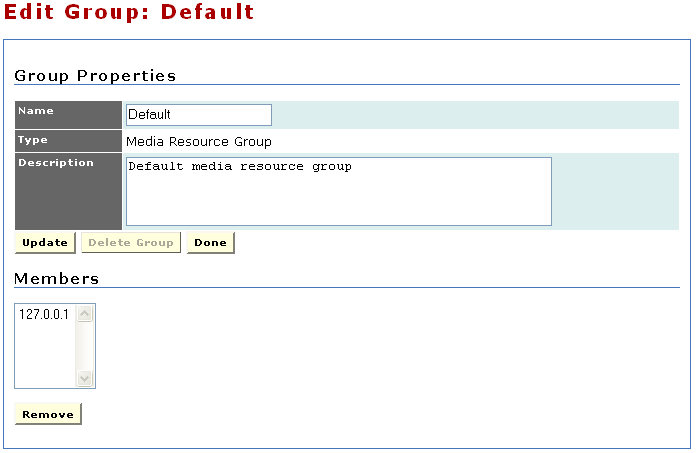 Edit Group: Default
Group Properties
Name Default
Type Media Resource Group
Description Default media resource group
Update Delete Group Done
Members
127.0.0.1
Remove